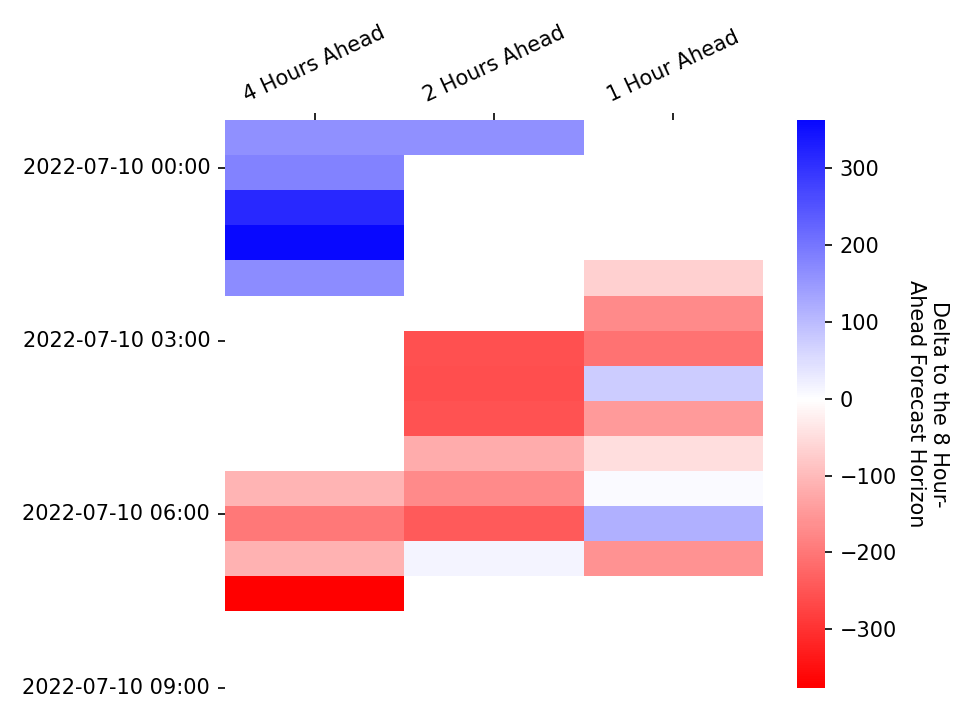 4 Hours Ahead
2 Hours Ahead
1 Hour Ahead
2022-07-10 00:00
2022-07-10 03:00
2022-07-10 06:00
2022-07-10 09:00
300
200
100
0
−100
−200
−300
Delta to the 8 Hour-
Ahead Forecast Horizon